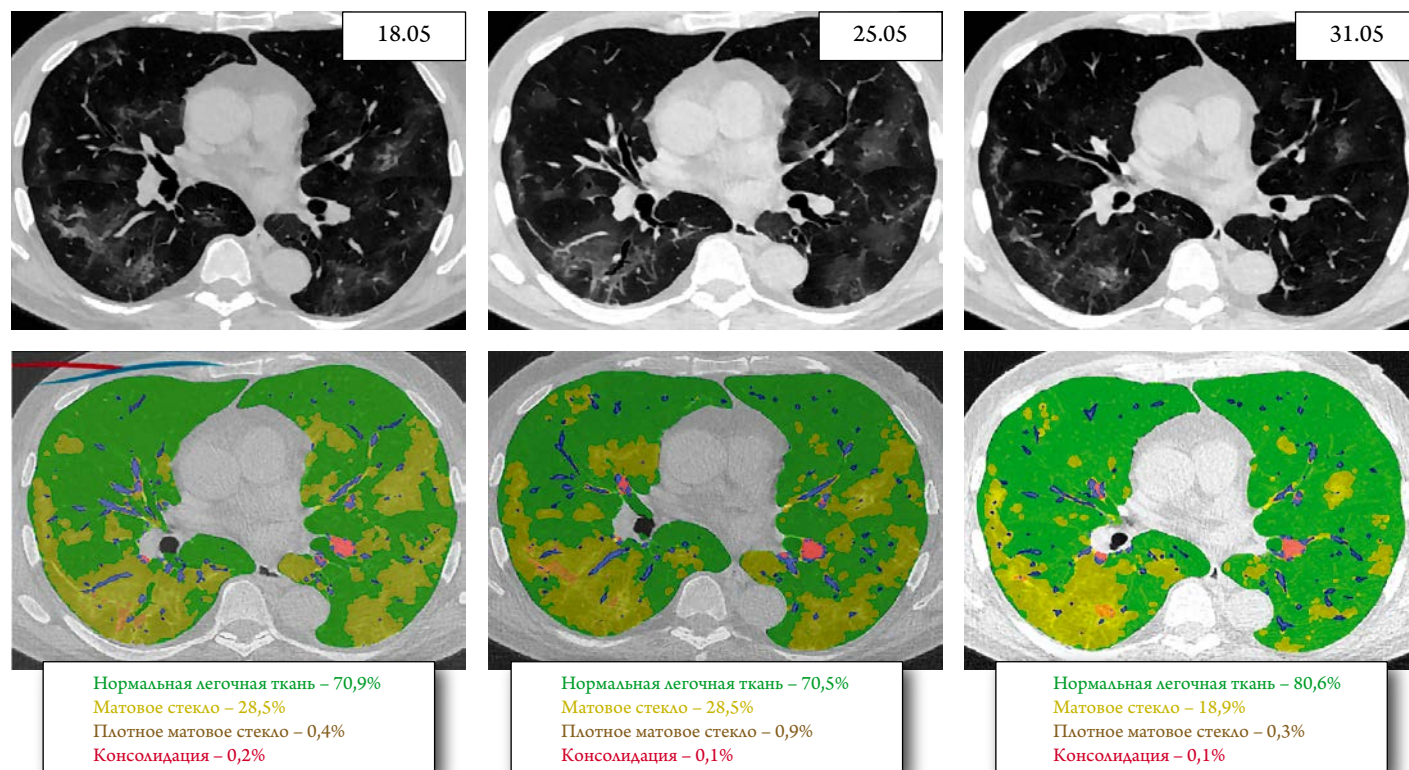 18.05
25.05
31.05
Нормальная легочная ткань – 70,9%
Матовое стекло – 28,5%
Плотное матовое стекло – 0,4%
Консолидация – 0,2%
Нормальная легочная ткань – 70,5%
Матовое стекло – 28,5%
Плотное матовое стекло – 0,9%
Консолидация – 0,1%
Нормальная легочная ткань – 80,6%
Матовое стекло – 18,9%
Плотное матовое стекло – 0,3%
Консолидация – 0,1%